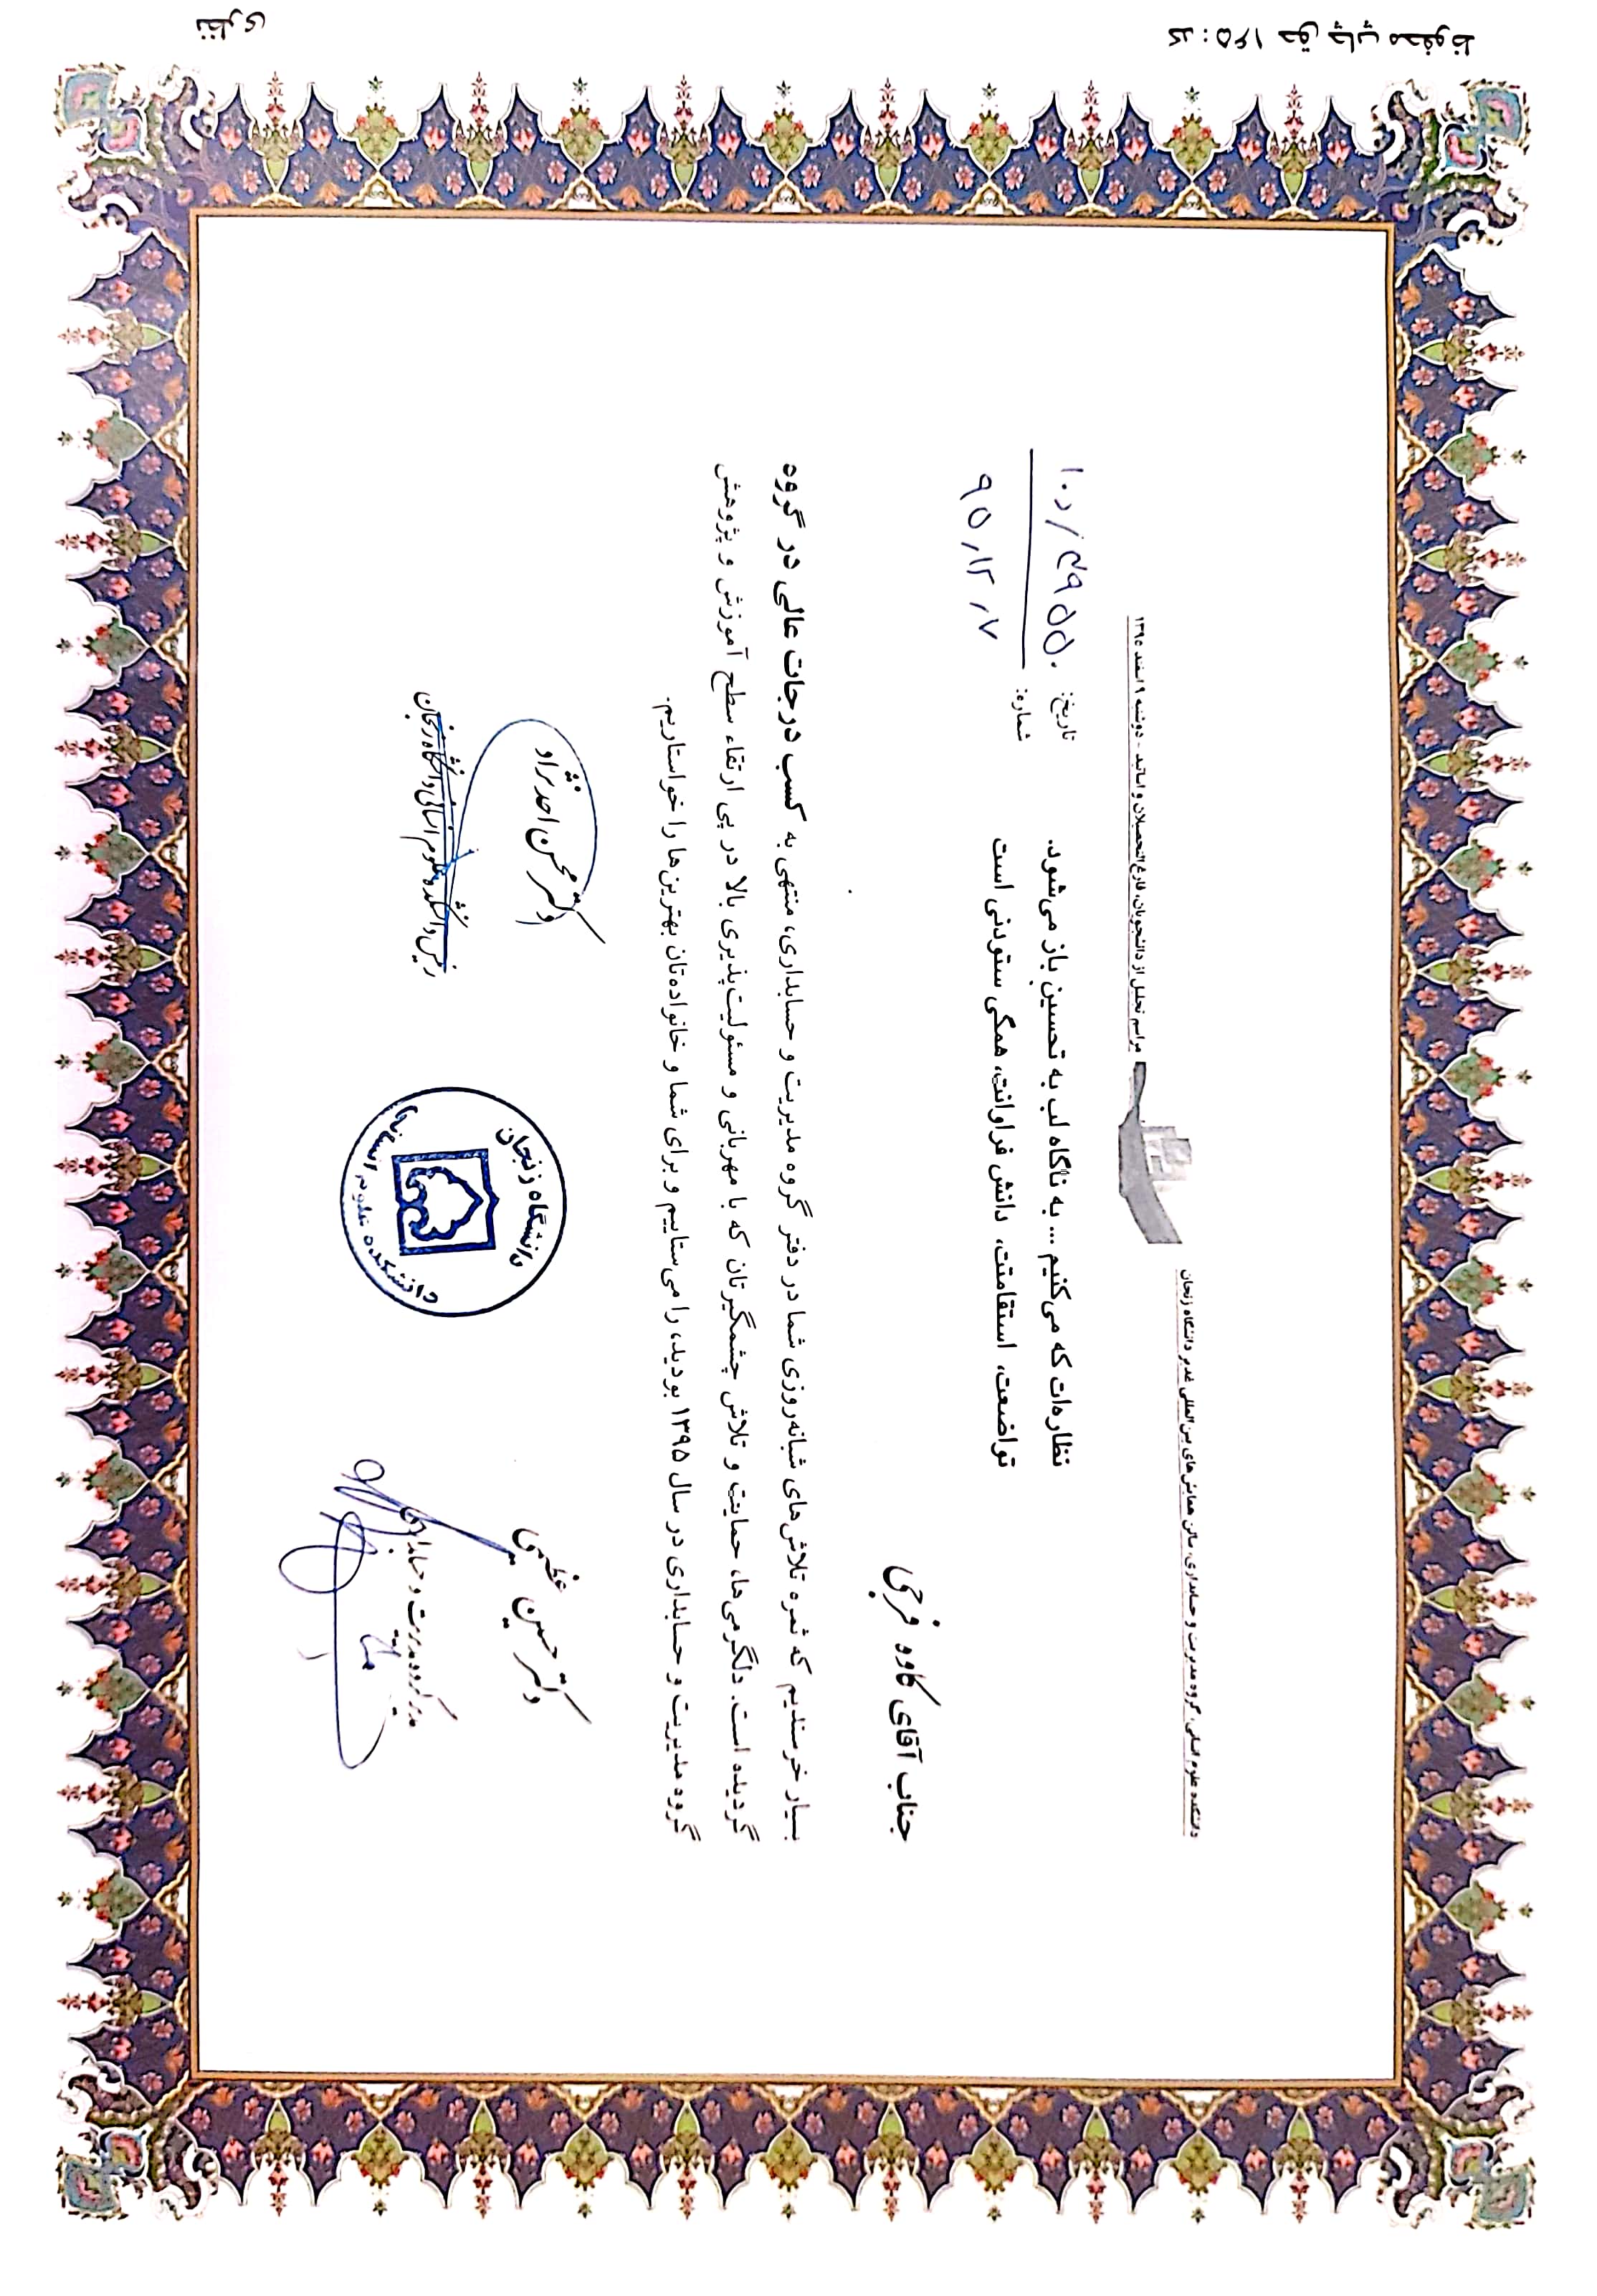 دانشکده علوم انسانی، گروه مدیریت و حسابداری، سالن همایش‌های بین‌المللی غدیر دانشگاه زنجان
مراسم تجلیل از دانشجویان، فارغ‌التحصیلان و اساتید - دوشنبه ۹ اسفند ۱۳۹۵
نظاره‌ات که می‌کنیم ... به ناگاه لب به تحسین باز می‌شود.
تواضعت، استقامتت، دانش فراوانت، همگی ستودنی است
تاریخ:
شماره:
۹۵/۱۲/۷
جناب آقای کاوه فرجی
بسیار خرسندیم که ثمره تلاش‌های شبانه‌روزی شما در دفتر گروه مدیریت و حسابداری، منتهی به کسب درجات عالی در گروه
گردیده است. دلگرمی‌ها، حمایت و تلاش چشمگیرتان که با مهربانی و مسئولیت‌پذیری بالا در پی ارتقاء سطح آموزش و پژوهش
گروه مدیریت و حسابداری در سال ۱۳۹۵ بودید، را می‌ستاییم و برای شما و خانواده‌تان بهترین‌ها را خواستاریم.
دکتر حسین عظیمی
مدیر گروه مدیریت و حسابداری
دانشگاه زنجان
دانشکده علوم انسانی
دکتر محسن احدنژاد
رئیس دانشکده علوم انسانی دانشگاه زنجان
کد: ۱۶۵ حق چاپ محفوظ
نظری